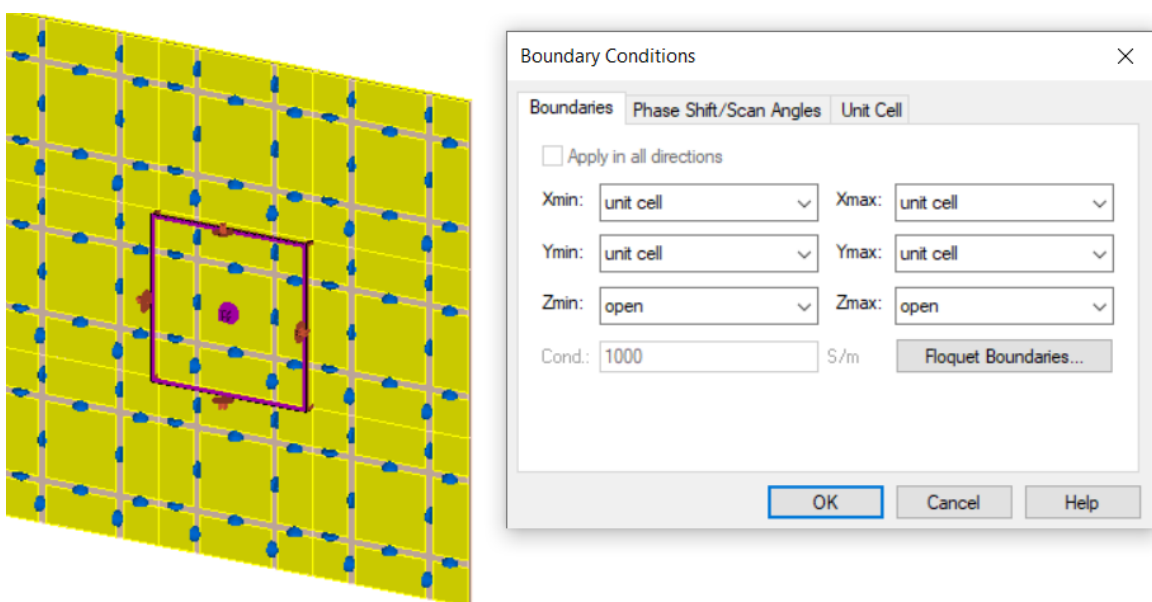 Boundary Conditions
Boundaries Phase Shift/Scan Angles Unit Cell
Apply in all directions
Xmin: unit cell Xmax: unit cell
Ymin: unit cell Ymax: unit cell
Zmin: open Zmax: open
Cond.: 1000 S/m Floquet Boundaries...
OK Cancel Help